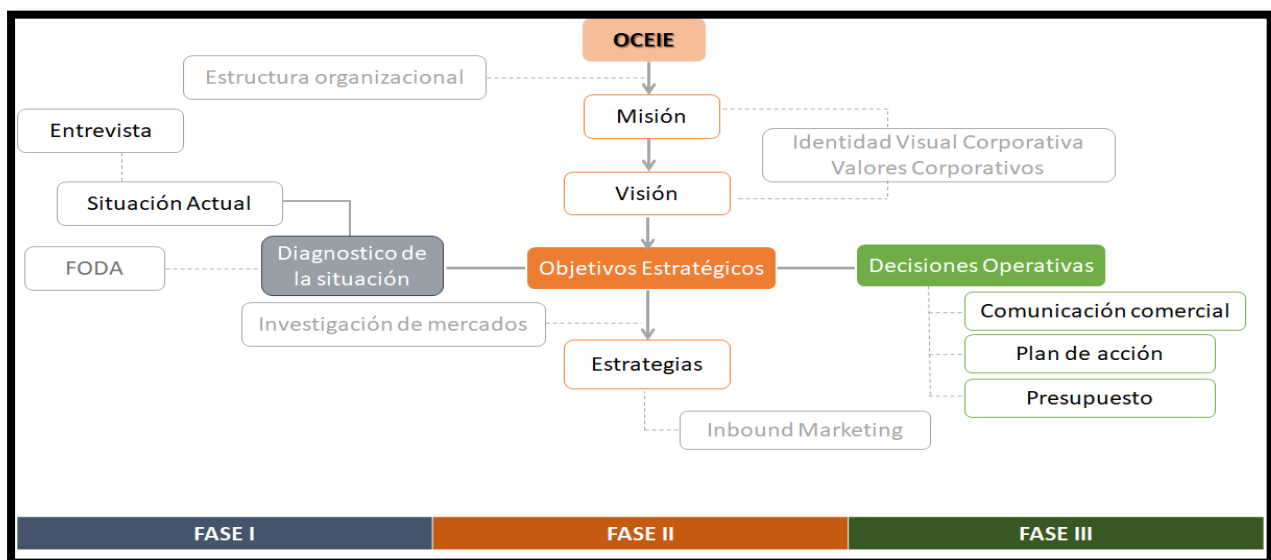 OCEIE
Estructura organizacional
Misión
Entrevista
Identidad Visual Corporativa
Valores Corporativos
Visión
Situación Actual
Diagnostico de
la situación
FODA
Objetivos Estratégicos
Decisiones Operativas
Investigación de mercados
Comunicación comercial
Estrategias
Plan de acción
Presupuesto
Inbound Marketing
FASE I
FASE II
FASE III